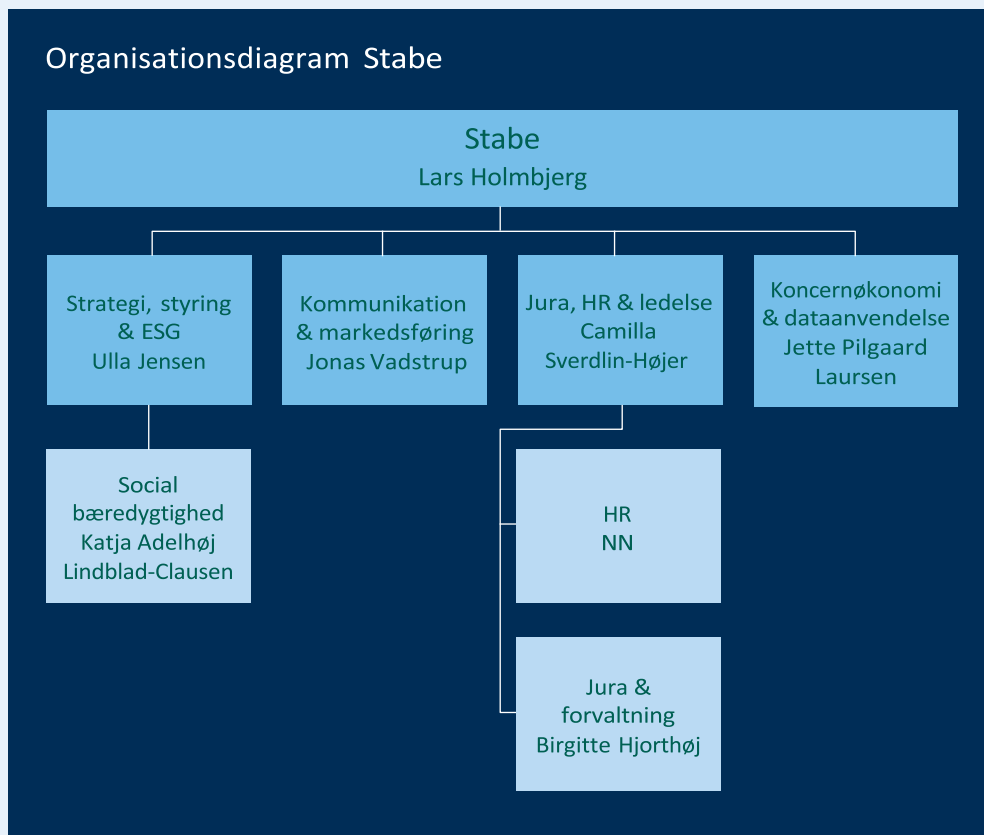 Organisationsdiagram Stabe
Stabe
Lars Holmbjerg
Strategi, styring
& ESG
Ulla Jensen
Kommunikation
& markedsføring
Jonas Vadstrup
Jura, HR & ledelse
Camilla
Sverdlin-Højer
Koncernøkonomi
& dataanvendelse
Jette Pilgaard
Laursen
Social
bæredygtighed
Katja Adelhøj
Lindblad-Clausen
HR
NN
Jura &
forvaltning
Birgitte Hjorthøj